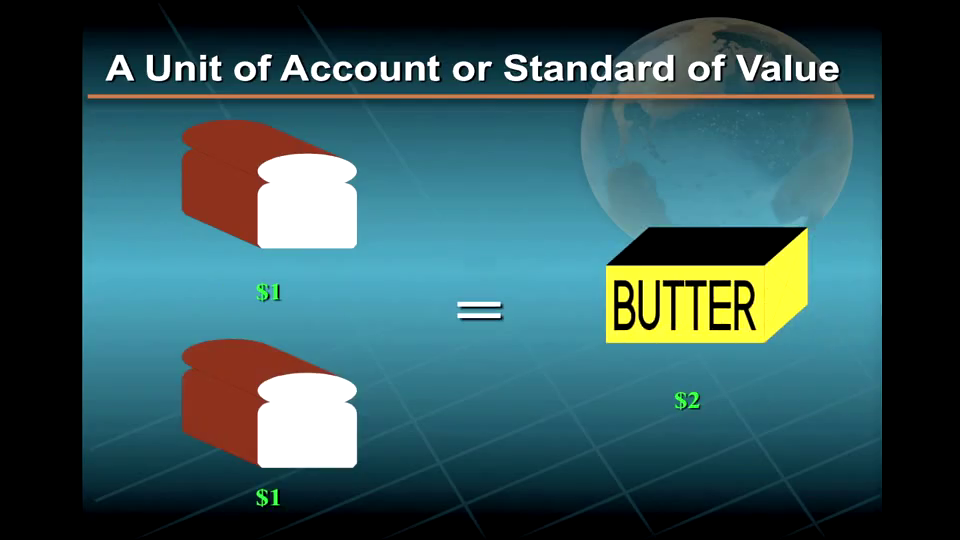 A Unit of Account or Standard of Value
$1
=
BUTTER
$2
$1